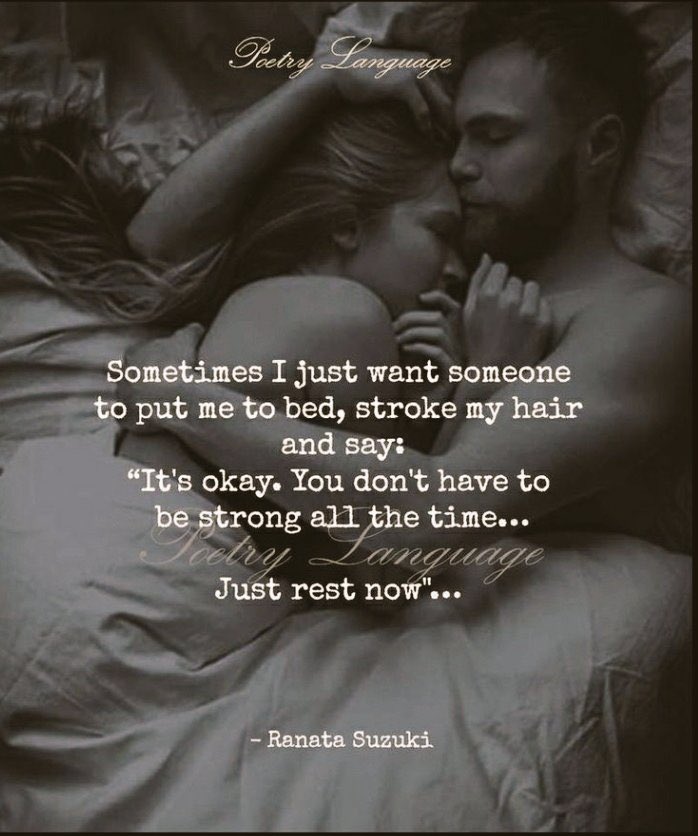 Poetry Language
Sometimes I just want someone
to put me to bed, stroke my hair
and say:
“It's okay. You don't have to
be strong all the time...
Poetry Language
Just rest now"...
- Ranata Suzuki